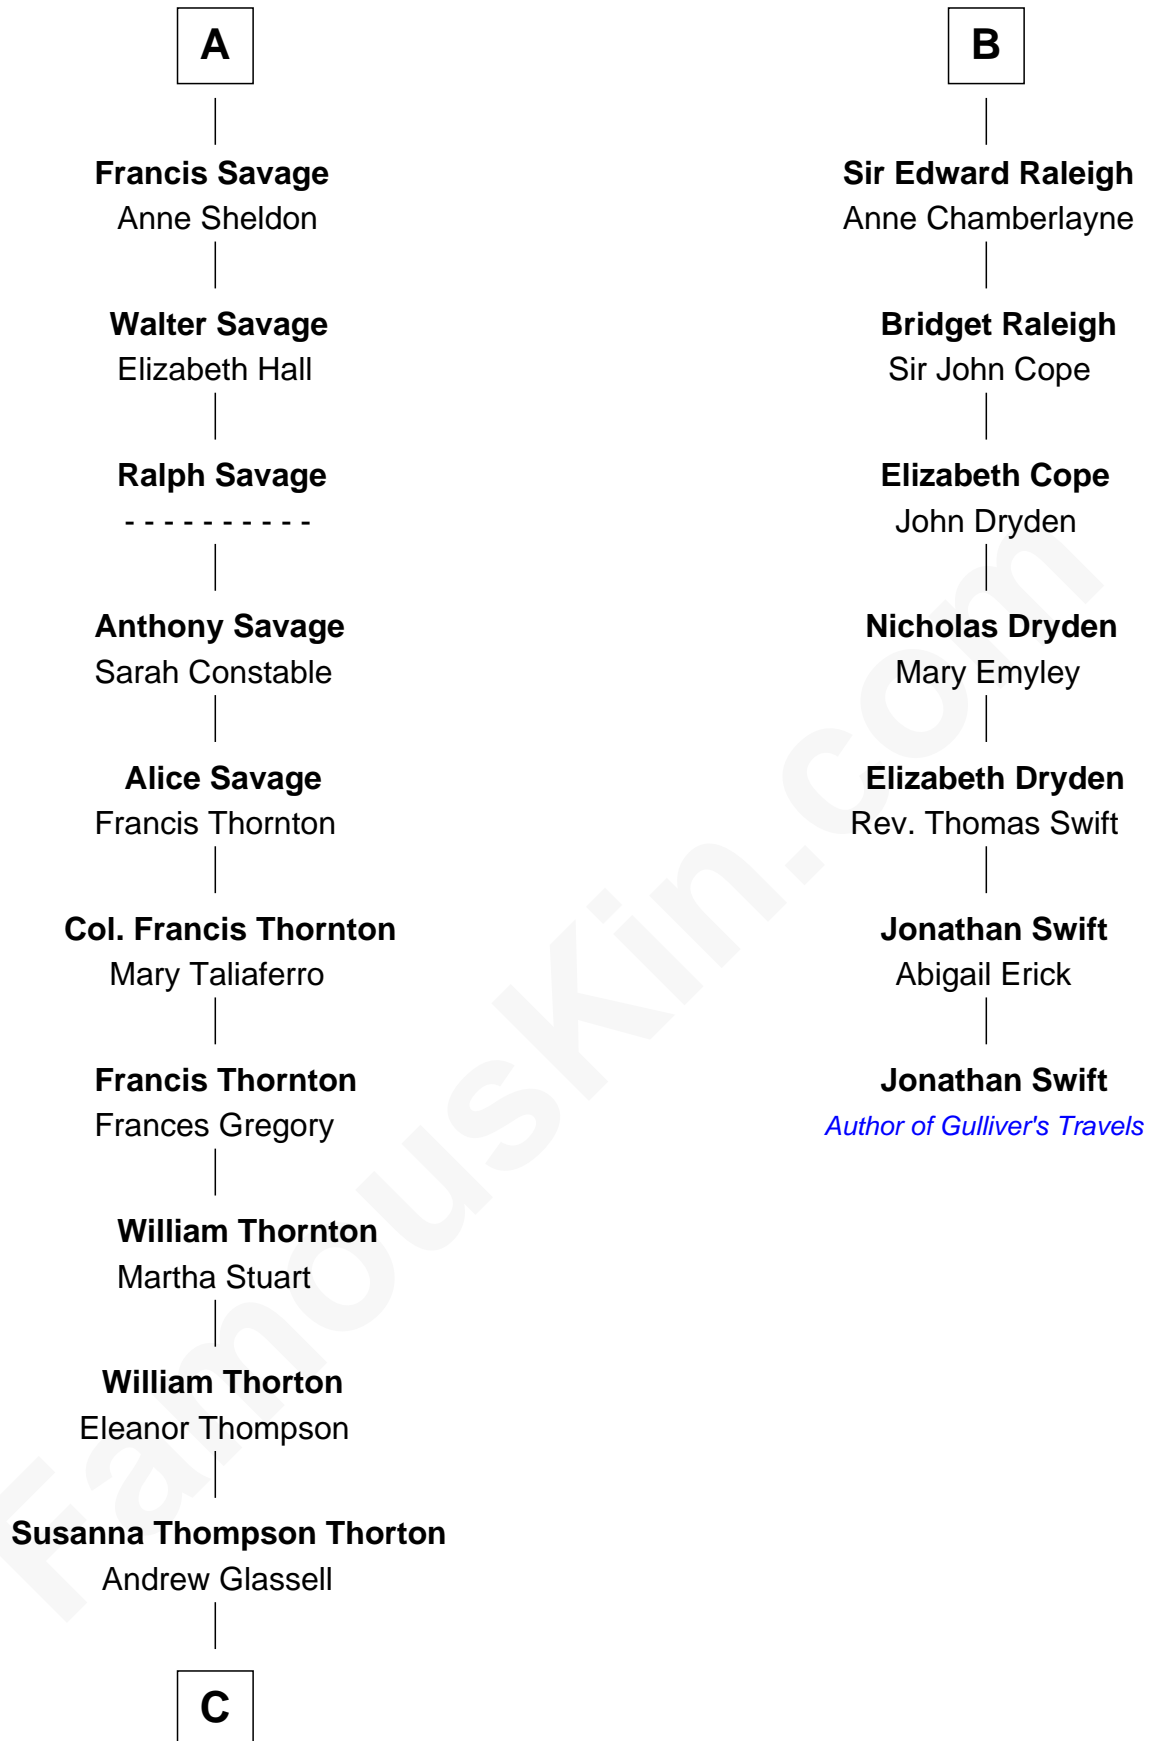 A
Francis Savage
Anne Sheldon
Walter Savage
Elizabeth Hall
Ralph Savage
- - - - - - - - - -
Anthony Savage
Sarah Constable
Alice Savage
Francis Thornton
Col. Francis Thornton
Mary Taliaferro
Francis Thornton
Frances Gregory
William Thornton
Martha Stuart
William Thorton
Eleanor Thompson
Susanna Thompson Thorton
Andrew Glassell
C
B
Sir Edward Raleigh
Anne Chamberlayne
Bridget Raleigh
Sir John Cope
Elizabeth Cope
John Dryden
Nicholas Dryden
Mary Emyley
Elizabeth Dryden
Rev. Thomas Swift
Jonathan Swift
Abigail Erick
Jonathan Swift
Author of Gulliver's Travels
FamousKin.com